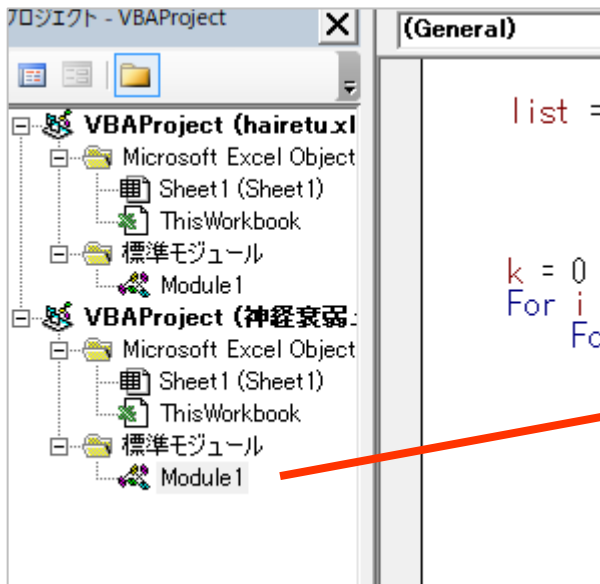 プロジェクト - VBAProject
VBAProject (hairetu.xl
Microsoft Excel Object
Sheet1 (Sheet1)
ThisWorkbook
標準モジュール
Module1
VBAProject (神経衰弱.
Microsoft Excel Object
Sheet1 (Sheet1)
ThisWorkbook
標準モジュール
Module1
(General)
list =
k = 0
For i
Fo